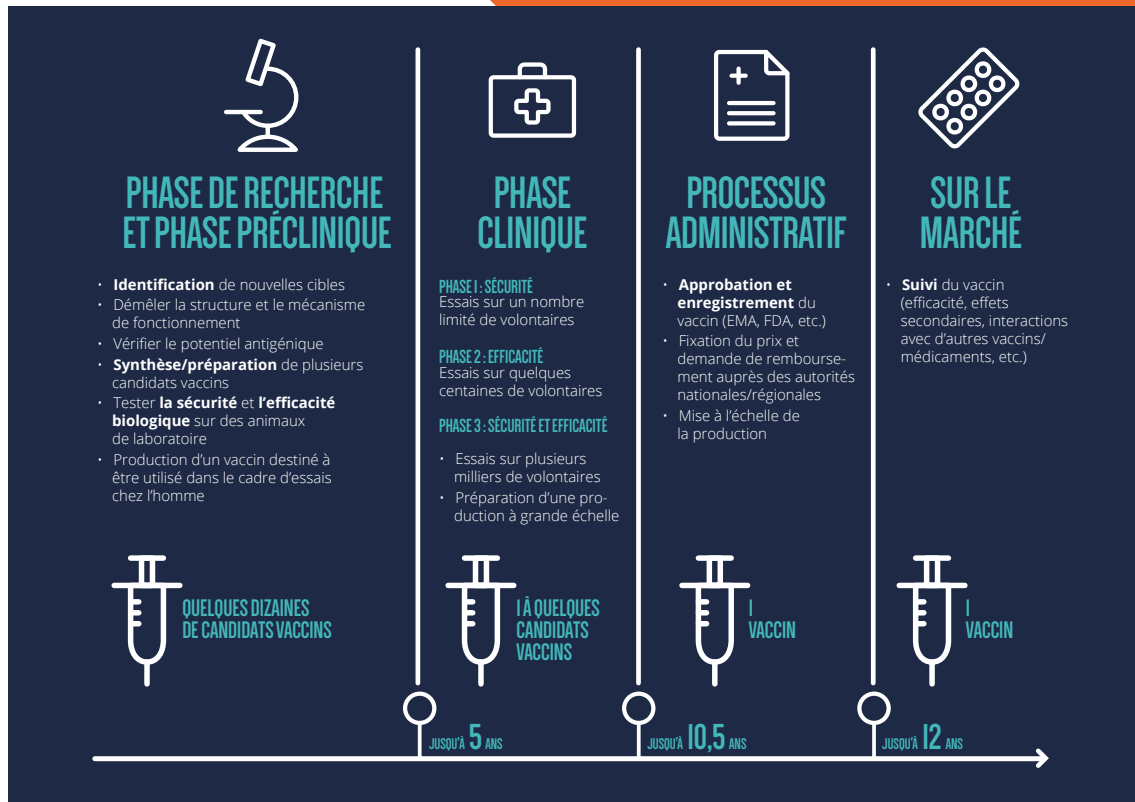 PHASE DE RECHERCHE
ET PHASE PRÉCLINIQUE
• Identification de nouvelles cibles
• Démêler la structure et le mécanisme
de fonctionnement
• Vérifier le potentiel antigénique
• Synthèse/préparation de plusieurs
candidats vaccins
• Tester la sécurité et l’efficacité
biologique sur des animaux
de laboratoire
• Production d’un vaccin destiné à
être utilisé dans le cadre d’essais
chez l’homme
QUELQUES DIZAINES
DE CANDIDATS VACCINS
PHASE
CLINIQUE
PHASE 1 : SÉCURITÉ
Essais sur un nombre
limité de volontaires
PHASE 2 : EFFICACITÉ
Essais sur quelques
centaines de volontaires
PHASE 3 : SÉCURITÉ ET EFFICACITÉ
• Essais sur plusieurs
milliers de volontaires
• Préparation d’une pro-
duction à grande échelle
1 À QUELQUES
CANDIDATS
VACCINS
PROCESSUS
ADMINISTRATIF
• Approbation et
enregistrement du
vaccin (EMA, FDA, etc.)
• Fixation du prix et
demande de rembourse-
ment auprès des autorités
nationales/régionales
• Mise à l’échelle de
la production
1
VACCIN
SUR LE
MARCHÉ
• Suivi du vaccin
(efficacité, effets
secondaires, interactions
avec d’autres vaccins/
médicaments, etc.)
1
VACCIN
JUSQU’À 5 ANS
JUSQU’À 10,5 ANS
JUSQU’À 12 ANS